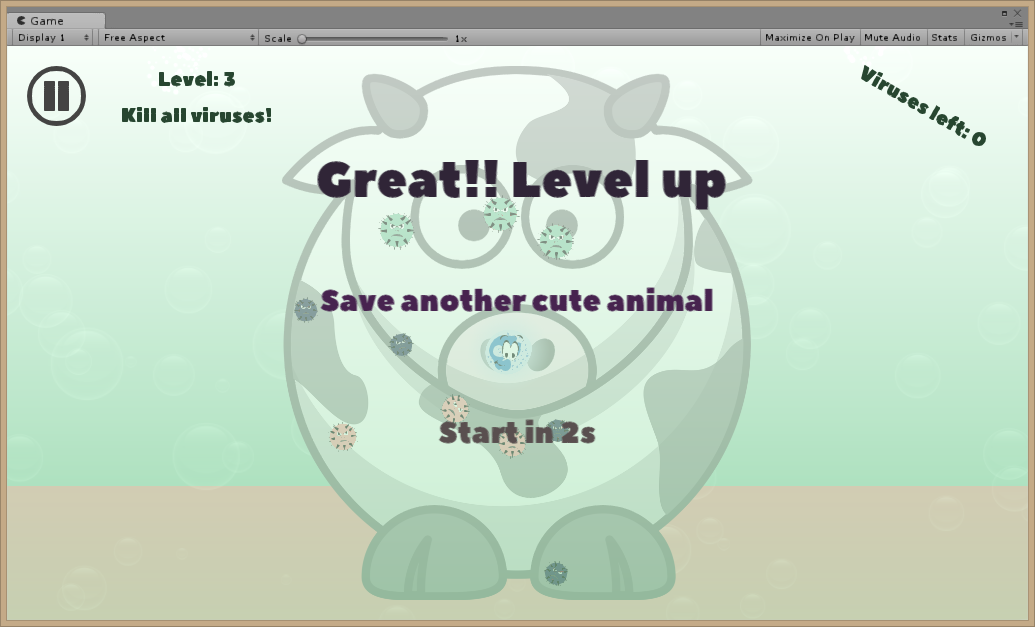 Game
Display 1
Free Aspect
Scale
1x
Maximize On Play
Mute Audio
Stats
Gizmos
Level: 3
Kill all viruses!
Viruses left: 0
Great!! Level up
Save another cute animal
Start in 2s